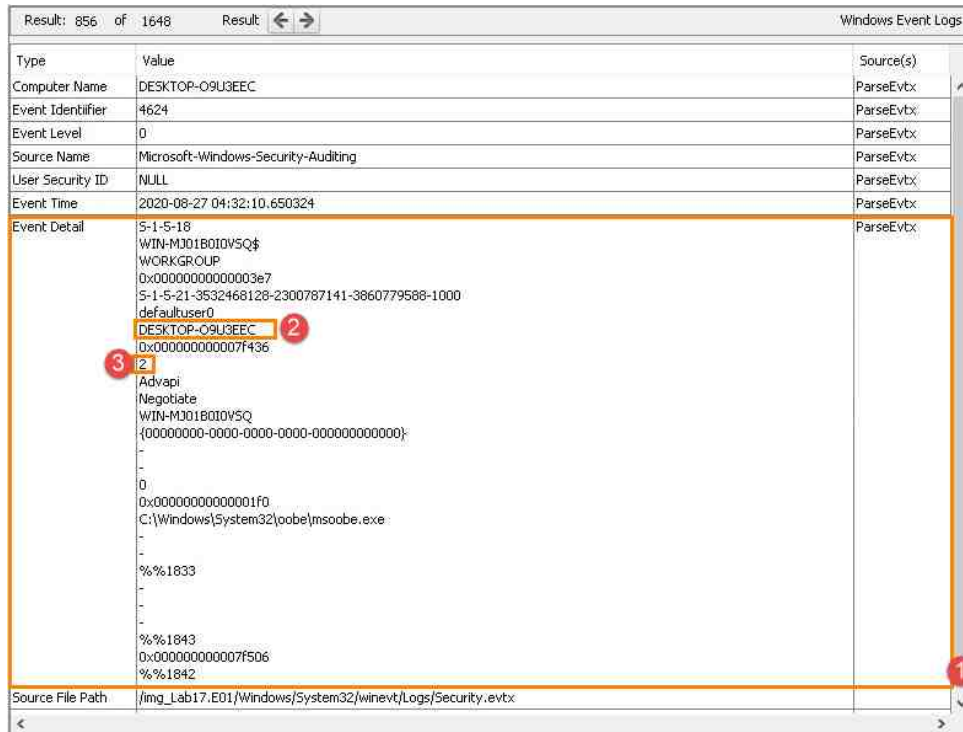 Result: 856 of 1648 Result Windows Event Logs
Type Value Source(s)
Computer Name DESKTOP-O9U3EEC ParseEvtx
Event Identiifier 4624 ParseEvtx
Event Level 0 ParseEvtx
Source Name Microsoft-Windows-Security-Auditing ParseEvtx
User Security ID NULL ParseEvtx
Event Time 2020-08-27 04:32:10.650324 ParseEvtx
Event Detail S-1-5-18 ParseEvtx
WIN-MJ01B0I0VSQ$
WORKGROUP
0x00000000000003e7
S-1-5-21-3532468128-2300787141-3860779588-1000
defaultuser0
DESKTOP-O9U3EEC 2
0x000000000007f436
3 2
Advapi
Negotiate
WIN-MJ01B0I0VSQ
{00000000-0000-0000-0000-000000000000}
-
-
0
0x00000000000001f0
C:\Windows\System32\oobe\msoobe.exe
-
-
%%1833
-
-
-
%%1843
0x000000000007f506
%%1842 1
Source File Path /img_Lab17.E01/Windows/System32/winevt/Logs/Security.evtx